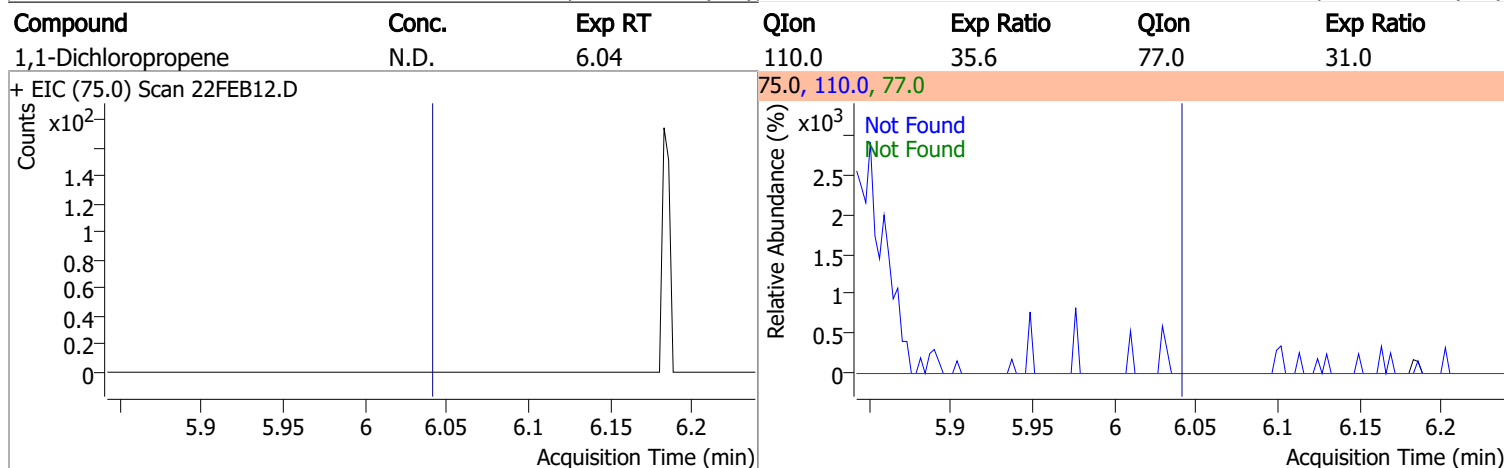 Compound Conc. Exp RT QIon Exp Ratio QIon Exp Ratio
1,1-Dichloropropene N.D. 6.04 110.0 35.6 77.0 31.0
+ EIC (75.0) Scan 22FEB12.D
Counts
x102
1.4
1.2
1
0.8
0.6
0.4
0.2
0
5.9 5.95 6 6.05 6.1 6.15 6.2
Acquisition Time (min)
75.0, 110.0, 77.0
Relative Abundance (%)
x103
Not Found
Not Found
2.5
2
1.5
1
0.5
0
5.9 5.95 6 6.05 6.1 6.15 6.2
Acquisition Time (min)